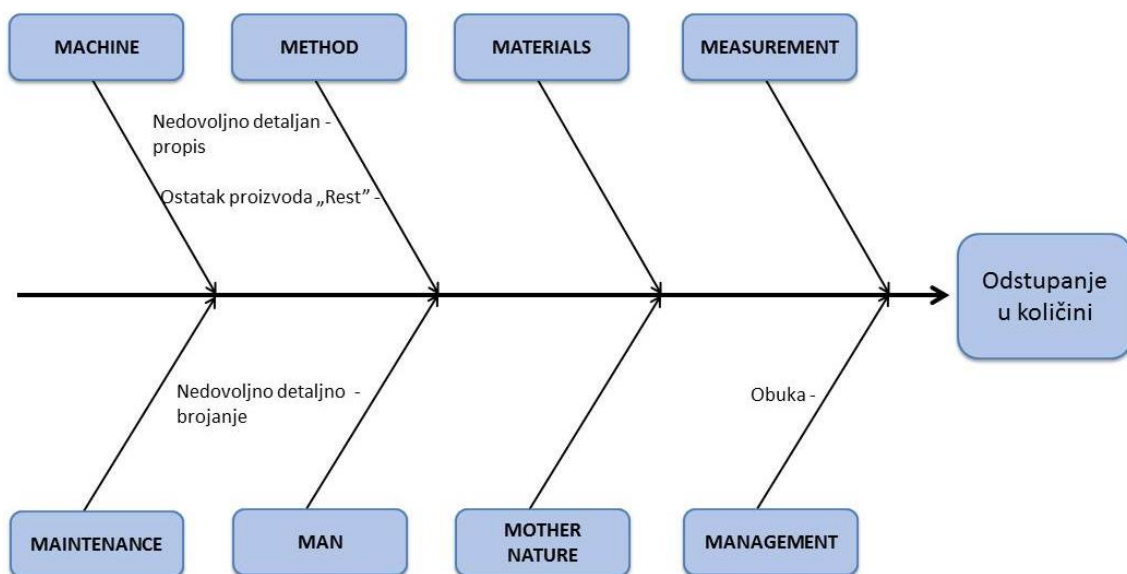 MACHINE
METHOD
MATERIALS
MEASUREMENT
Nedovoljno detaljan -
propis
Ostatak proizvoda „Rest” -
Odstupanje
u količini
Nedovoljno detaljno -
brojanje
Obuka -
MAINTENANCE
MAN
MOTHER
NATURE
MANAGEMENT